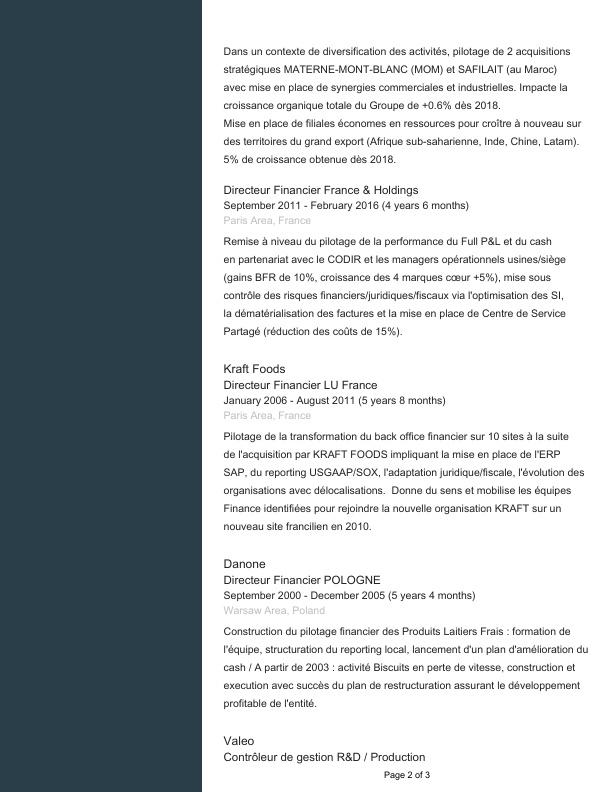 Dans un contexte de diversification des activités, pilotage de 2 acquisitions
stratégiques MATERNE-MONT-BLANC (MOM) et SAFILAIT (au Maroc)
avec mise en place de synergies commerciales et industrielles. Impacte la
croissance organique totale du Groupe de +0.6% dès 2018.
Mise en place de filiales économes en ressources pour croître à nouveau sur
des territoires du grand export (Afrique sub-saharienne, Inde, Chine, Latam).
5% de croissance obtenue dès 2018.
Directeur Financier France & Holdings
September 2011 - February 2016 (4 years 6 months)
Paris Area, France
Remise à niveau du pilotage de la performance du Full P&L et du cash
en partenariat avec le CODIR et les managers opérationnels usines/siège
(gains BFR de 10%, croissance des 4 marques cœur +5%), mise sous
contrôle des risques financiers/juridiques/fiscaux via l'optimisation des SI,
la dématérialisation des factures et la mise en place de Centre de Service
Partagé (réduction des coûts de 15%).
Kraft Foods
Directeur Financier LU France
January 2006 - August 2011 (5 years 8 months)
Paris Area, France
Pilotage de la transformation du back office financier sur 10 sites à la suite
de l'acquisition par KRAFT FOODS impliquant la mise en place de l'ERP
SAP, du reporting USGAAP/SOX, l'adaptation juridique/fiscale, l'évolution des
organisations avec délocalisations.  Donne du sens et mobilise les équipes
Finance identifiées pour rejoindre la nouvelle organisation KRAFT sur un
nouveau site francilien en 2010.
Danone
Directeur Financier POLOGNE
September 2000 - December 2005 (5 years 4 months)
Warsaw Area, Poland
Construction du pilotage financier des Produits Laitiers Frais : formation de
l'équipe, structuration du reporting local, lancement d'un plan d'amélioration du
cash / A partir de 2003 : activité Biscuits en perte de vitesse, construction et
execution avec succès du plan de restructuration assurant le développement
profitable de l'entité.
Valeo
Contrôleur de gestion R&D / Production
Page 2 of 3